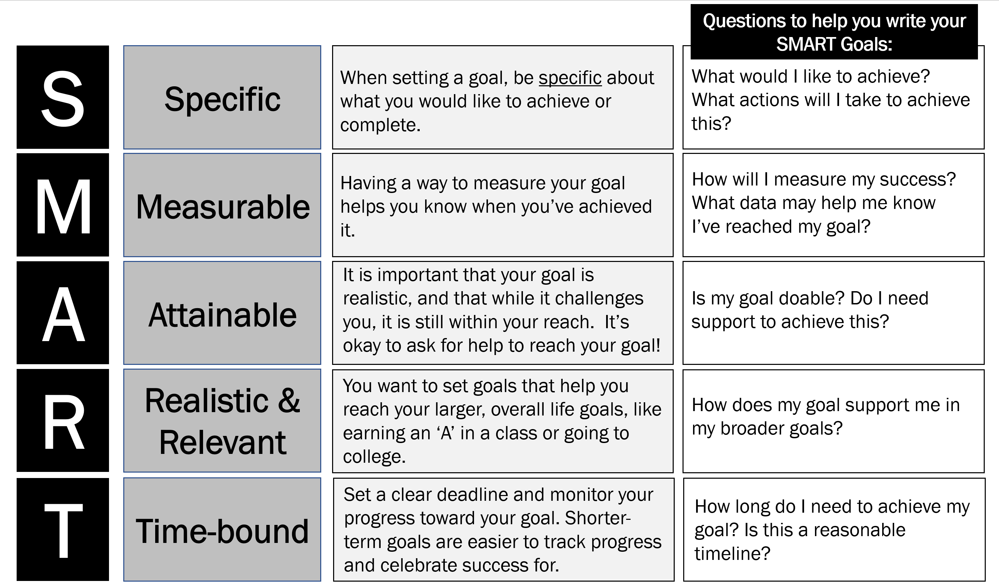 Questions to help you write your
SMART Goals:
S
Specific
When setting a goal, be specific about
what you would like to achieve or
complete.
What would I like to achieve?
What actions will I take to achieve
this?
M
Measurable
Having a way to measure your goal
helps you know when you’ve achieved
it.
How will I measure my success?
What data may help me know
I’ve reached my goal?
A
Attainable
It is important that your goal is
realistic, and that while it challenges
you, it is still within your reach.  It’s
okay to ask for help to reach your goal!
Is my goal doable? Do I need
support to achieve this?
R
Realistic &
Relevant
You want to set goals that help you
reach your larger, overall life goals, like
earning an ‘A’ in a class or going to
college.
How does my goal support me in
my broader goals?
T
Time-bound
Set a clear deadline and monitor your
progress toward your goal. Shorter-
term goals are easier to track progress
and celebrate success for.
How long do I need to achieve my
goal? Is this a reasonable
timeline?